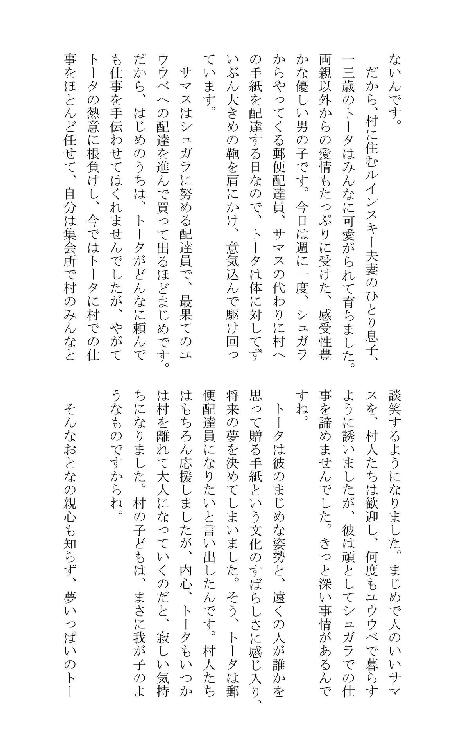 ないんです。
　だから、村に住むルインスキー夫妻のひとり息子、
一三歳のトータはみんなに可愛がられて育ちました。
両親以外からの愛情もたっぷりに受けた、感受性豊
かな優しい男の子です。今日は週に一度、シュガラ
からやってくる郵便配達員、サマスの代わりに村へ
の手紙を配達する日なので、トータは体に対してず
いぶん大きめの鞄を肩にかけ、意気込んで駆け回っ
ています。
　サマスはシュガラに努める配達員で、最果てのユ
ウウベへの配達を進んで買って出るほどまじめです。
だから、はじめのうちは、トータがどんなに頼んで
も仕事を手伝わせてはくれませんでしたが、やがて
トータの熱意に根負けし、今ではトータに村での仕
事をほとんど任せて、自分は集会所で村のみんなと
談笑するようになりました。まじめで人のいいサマ
スを、村人たちは歓迎し、何度もユウウベで暮らす
ように誘いましたが、彼は頑としてシュガラでの仕
事を諦めませんでした。きっと深い事情があるんで
すね。
　トータは彼のまじめな姿勢と、遠くの人が誰かを
思って贈る手紙という文化のすばらしさに感じ入り、
将来の夢を決めてしまいました。そう、トータは郵
便配達員になりたいと言い出したんです。村人たち
はもちろん応援しましたが、内心、トータもいつか
は村を離れて大人になっていくのだと、寂しい気持
ちになりました。村の子どもは、まさに我が子のよ
うなものですからね。
　そんなおとなの親心も知らず、夢いっぱいのトー